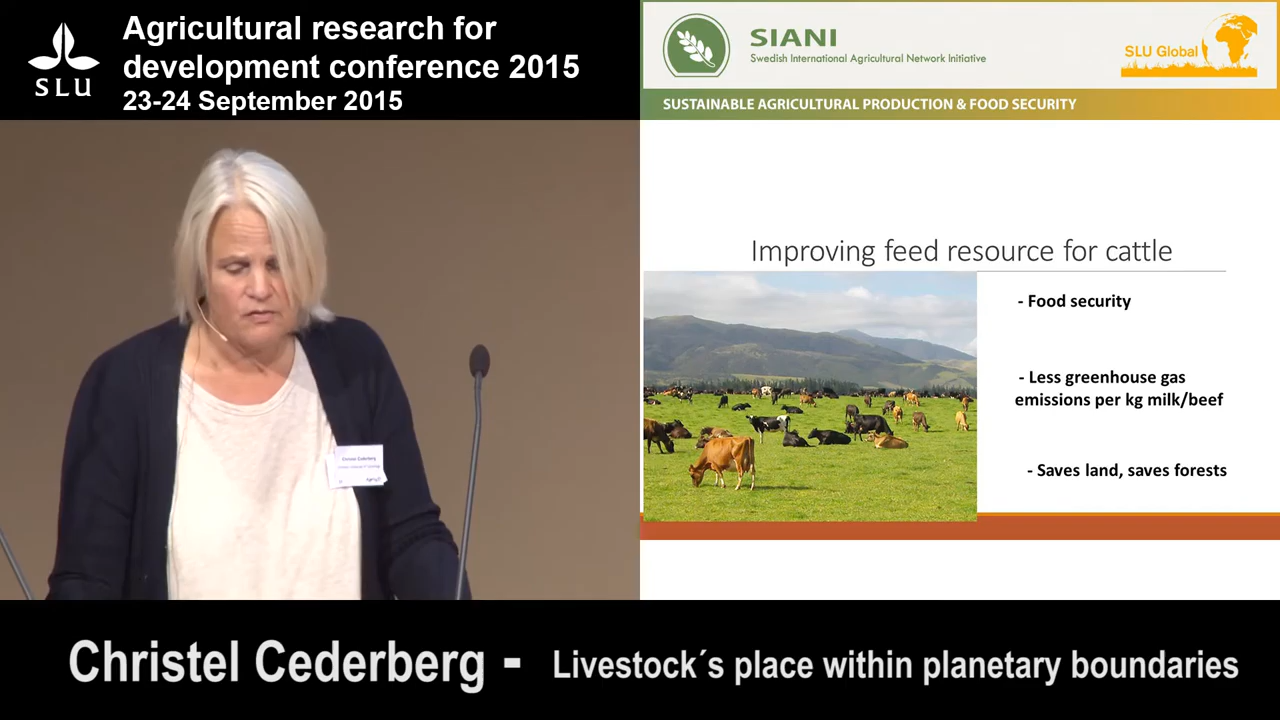 SLU
Agricultural research for
development conference 2015
23-24 September 2015
SIANI
Swedish International Agricultural Network Initiative
SLU Global
SUSTAINABLE AGRICULTURAL PRODUCTION & FOOD SECURITY
Improving feed resource for cattle
- Food security
- Less greenhouse gas
emissions per kg milk/beef
- Saves land, saves forests
Christel Cederberg
Christel Cederberg - Livestock´s place within planetary boundaries